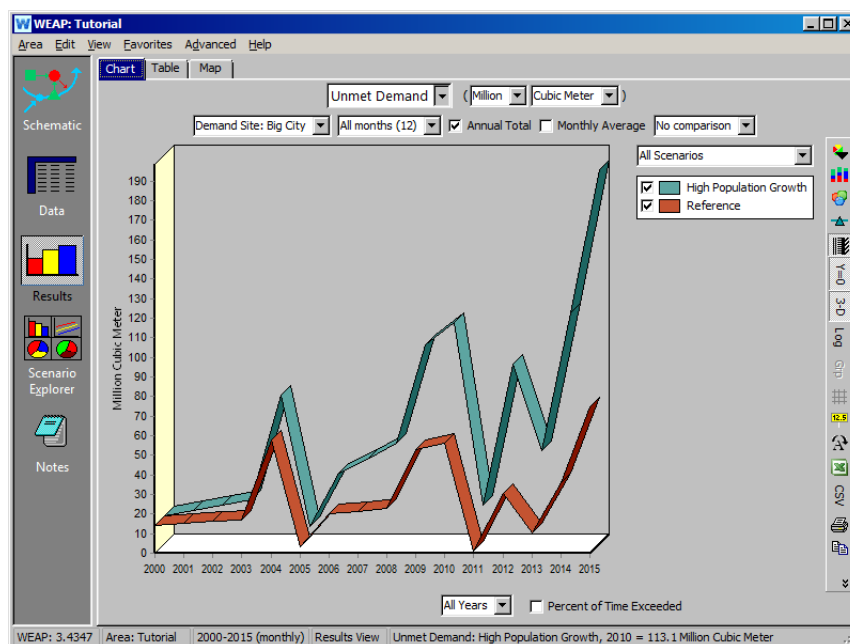 WEAP: Tutorial
Area Edit View Favorites Advanced Help
Chart Table Map
Unmet Demand ( Million Cubic Meter )
Demand Site: Big City All months (12) Annual Total Monthly Average No comparison
All Scenarios
High Population Growth
Reference
Schematic
Data
Results
Scenario
Explorer
Notes
Million Cubic Meter
190
180
170
160
150
140
130
120
110
100
90
80
70
60
50
40
30
20
10
0
2000 2001 2002 2003 2004 2005 2006 2007 2008 2009 2010 2011 2012 2013 2014 2015
Y=0
3-D
Log
Grp
12.5
A
CSV
All Years Percent of Time Exceeded
WEAP: 3.4347 Area: Tutorial 2000-2015 (monthly) Results View Unmet Demand: High Population Growth, 2010 = 113.1 Million Cubic Meter